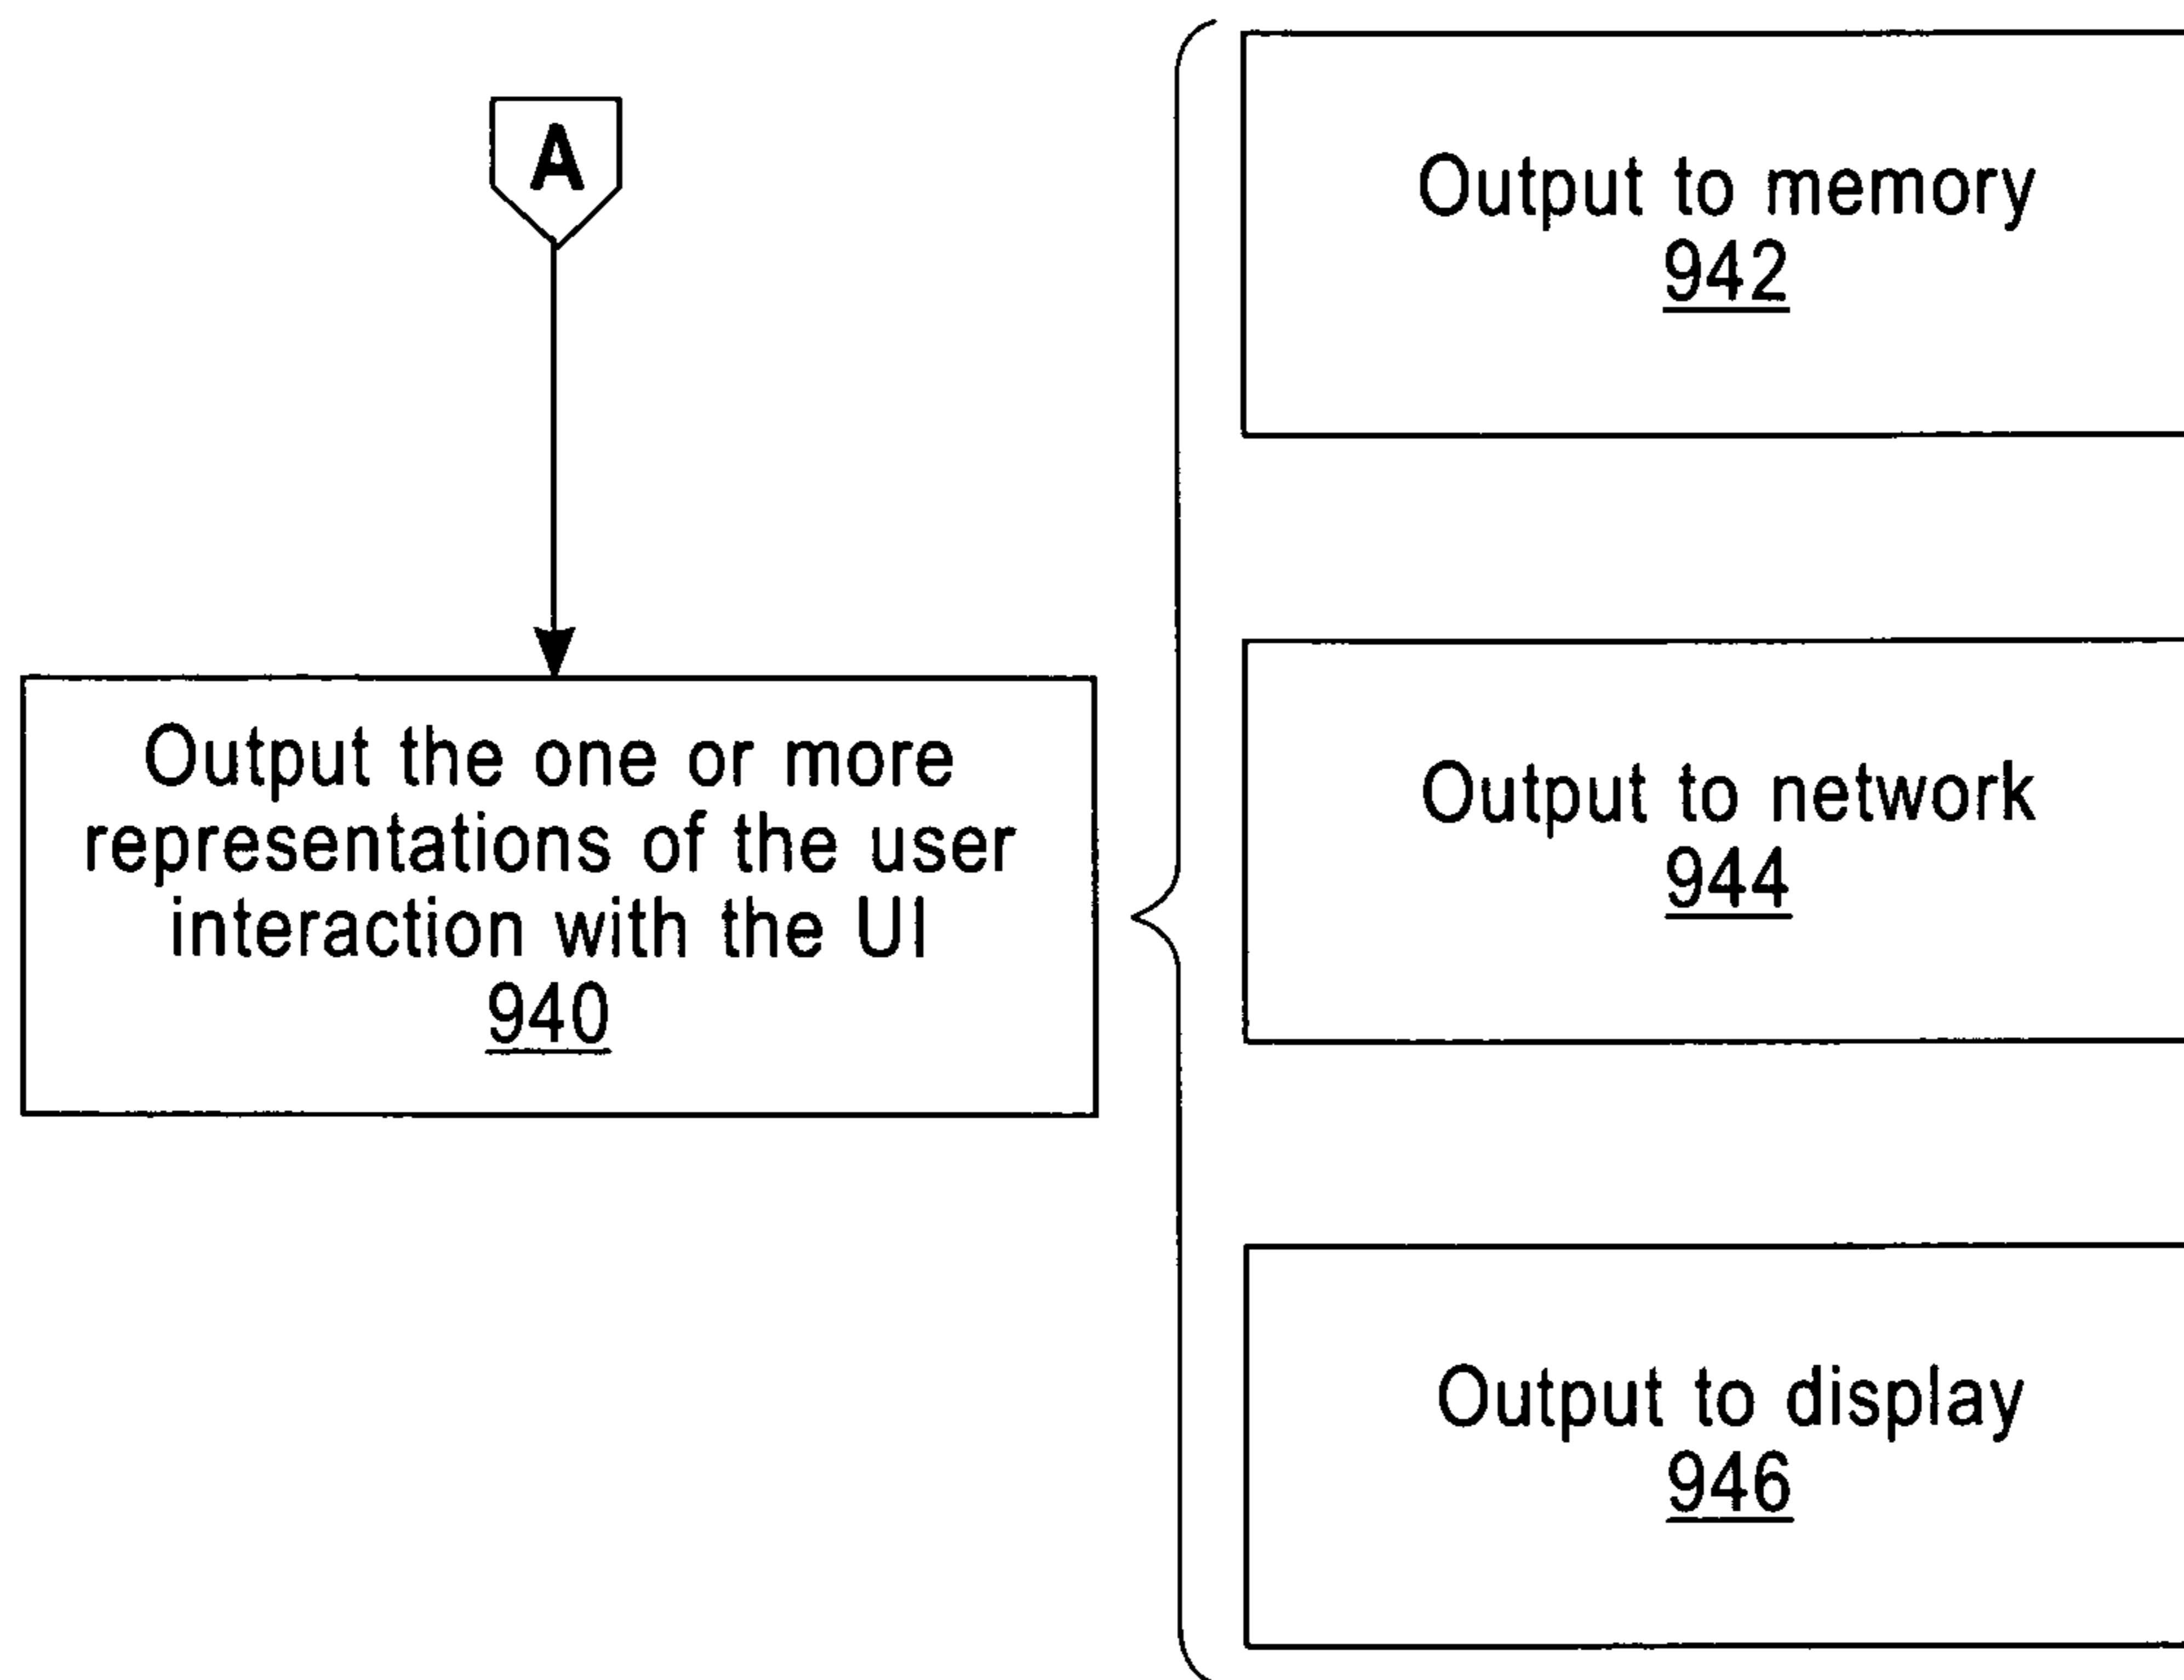 A
Output the one or more
representations of the user
interaction with the UI
940
Output to memory
942
Output to network
944
Output to display
946